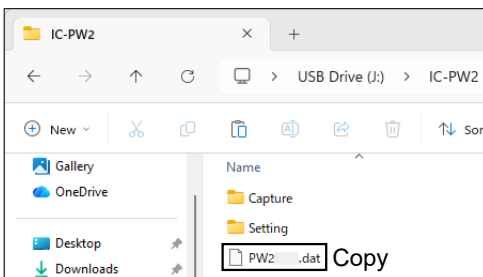 IC-PW2
USB Drive (J:) > IC-PW2
New
Sor
Gallery
OneDrive
Desktop
Downloads
Name
Capture
Setting
PW2 .dat Copy